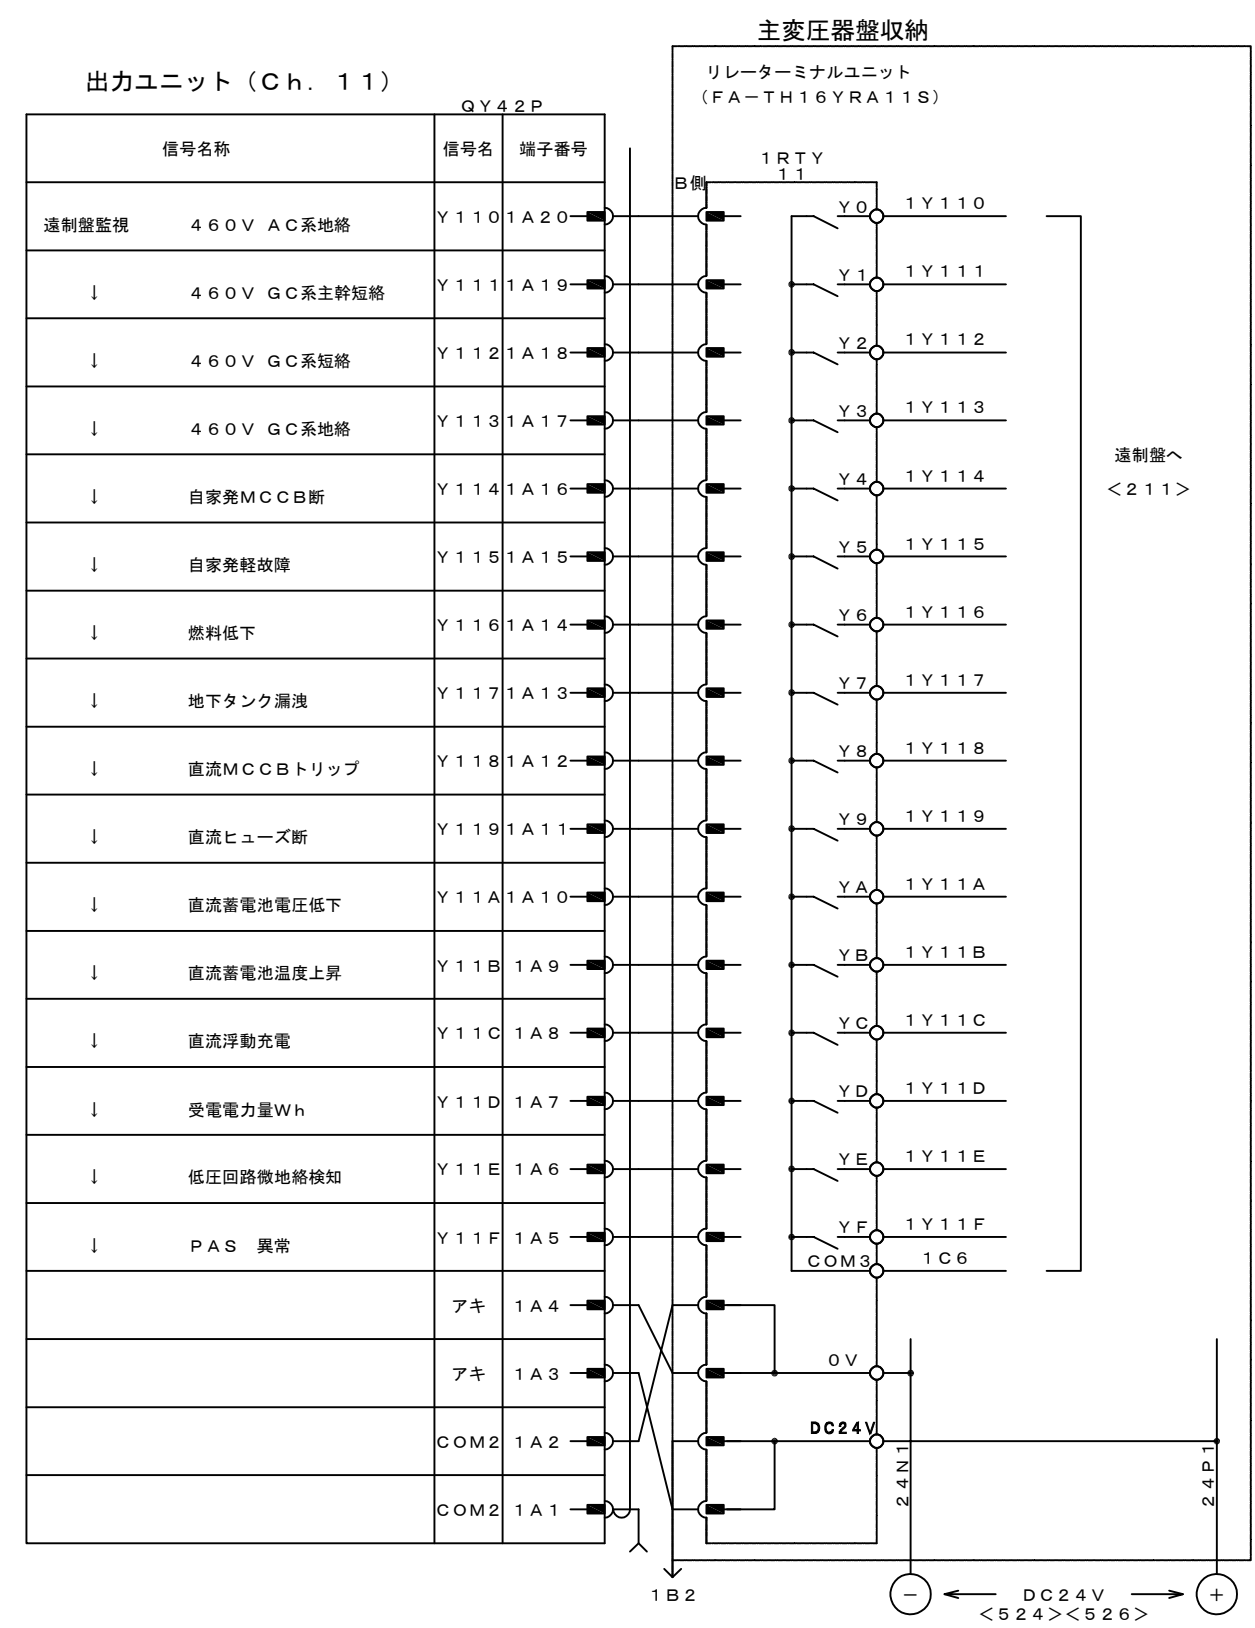 主変圧器盤収納
出力ユニット（Ch. 11）
リレーターミナルユニット
（FA－TH16YRA11S）
QY42P
信号名称 信号名 端子番号
1RTY
11
B側
遠制盤監視 460V AC系地絡 Y110 1A20 Y0 1Y110
↓ 460V GC系主幹短絡 Y111 1A19 Y1 1Y111
↓ 460V GC系短絡 Y112 1A18 Y2 1Y112
↓ 460V GC系地絡 Y113 1A17 Y3 1Y113
遠制盤へ
↓ 自家発MCCB断 Y114 1A16 Y4 1Y114
＜211＞
↓ 自家発軽故障 Y115 1A15 Y5 1Y115
↓ 燃料低下 Y116 1A14 Y6 1Y116
↓ 地下タンク漏洩 Y117 1A13 Y7 1Y117
↓ 直流MCCBトリップ Y118 1A12 Y8 1Y118
↓ 直流ヒューズ断 Y119 1A11 Y9 1Y119
↓ 直流蓄電池電圧低下 Y11A 1A10 YA 1Y11A
↓ 直流蓄電池温度上昇 Y11B 1A9 YB 1Y11B
↓ 直流浮動充電 Y11C 1A8 YC 1Y11C
↓ 受電電力量Wh Y11D 1A7 YD 1Y11D
↓ 低圧回路微地絡検知 Y11E 1A6 YE 1Y11E
↓ PAS 異常 Y11F 1A5 YF 1Y11F
COM3 1C6
アキ 1A4
アキ 1A3 0V
COM2 1A2 DC24V
24N1 24P1
COM2 1A1
1B2
－ DC24V ＋
＜524＞＜526＞